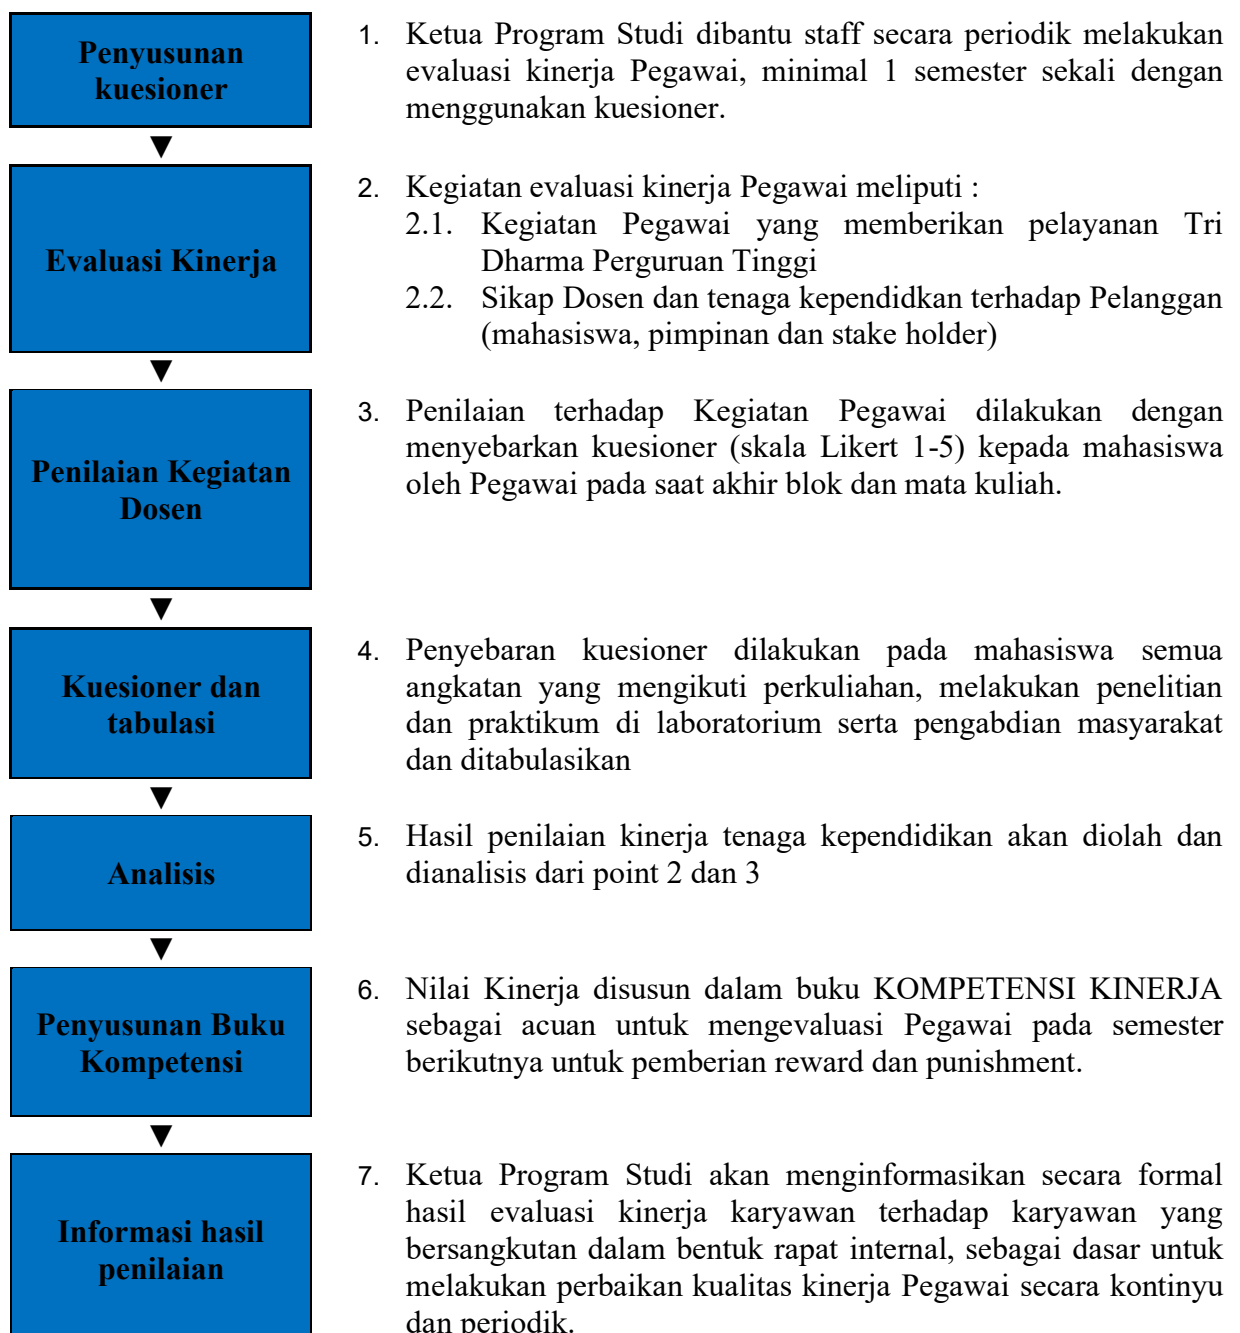 Penyusunan
kuesioner
1. Ketua Program Studi dibantu staff secara periodik melakukan
evaluasi kinerja Pegawai, minimal 1 semester sekali dengan
menggunakan kuesioner.
Evaluasi Kinerja
2. Kegiatan evaluasi kinerja Pegawai meliputi :
2.1. Kegiatan Pegawai yang memberikan pelayanan Tri
Dharma Perguruan Tinggi
2.2. Sikap Dosen dan tenaga kependidkan terhadap Pelanggan
(mahasiswa, pimpinan dan stake holder)
Penilaian Kegiatan
Dosen
3. Penilaian terhadap Kegiatan Pegawai dilakukan dengan
menyebarkan kuesioner (skala Likert 1-5) kepada mahasiswa
oleh Pegawai pada saat akhir blok dan mata kuliah.
Kuesioner dan
tabulasi
4. Penyebaran kuesioner dilakukan pada mahasiswa semua
angkatan yang mengikuti perkuliahan, melakukan penelitian
dan praktikum di laboratorium serta pengabdian masyarakat
dan ditabulasikan
Analisis
5. Hasil penilaian kinerja tenaga kependidikan akan diolah dan
dianalisis dari point 2 dan 3
Penyusunan Buku
Kompetensi
6. Nilai Kinerja disusun dalam buku KOMPETENSI KINERJA
sebagai acuan untuk mengevaluasi Pegawai pada semester
berikutnya untuk pemberian reward dan punishment.
Informasi hasil
penilaian
7. Ketua Program Studi akan menginformasikan secara formal
hasil evaluasi kinerja karyawan terhadap karyawan yang
bersangkutan dalam bentuk rapat internal, sebagai dasar untuk
melakukan perbaikan kualitas kinerja Pegawai secara kontinyu
dan periodik.